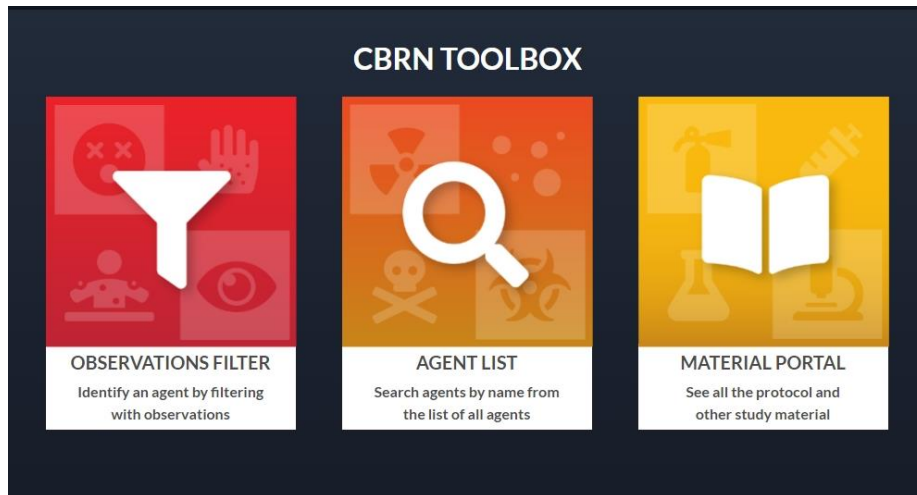 CBRN TOOLBOX
OBSERVATIONS FILTER
Identify an agent by filtering
with observations
AGENT LIST
Search agents by name from
the list of all agents
MATERIAL PORTAL
See all the protocol and
other study material